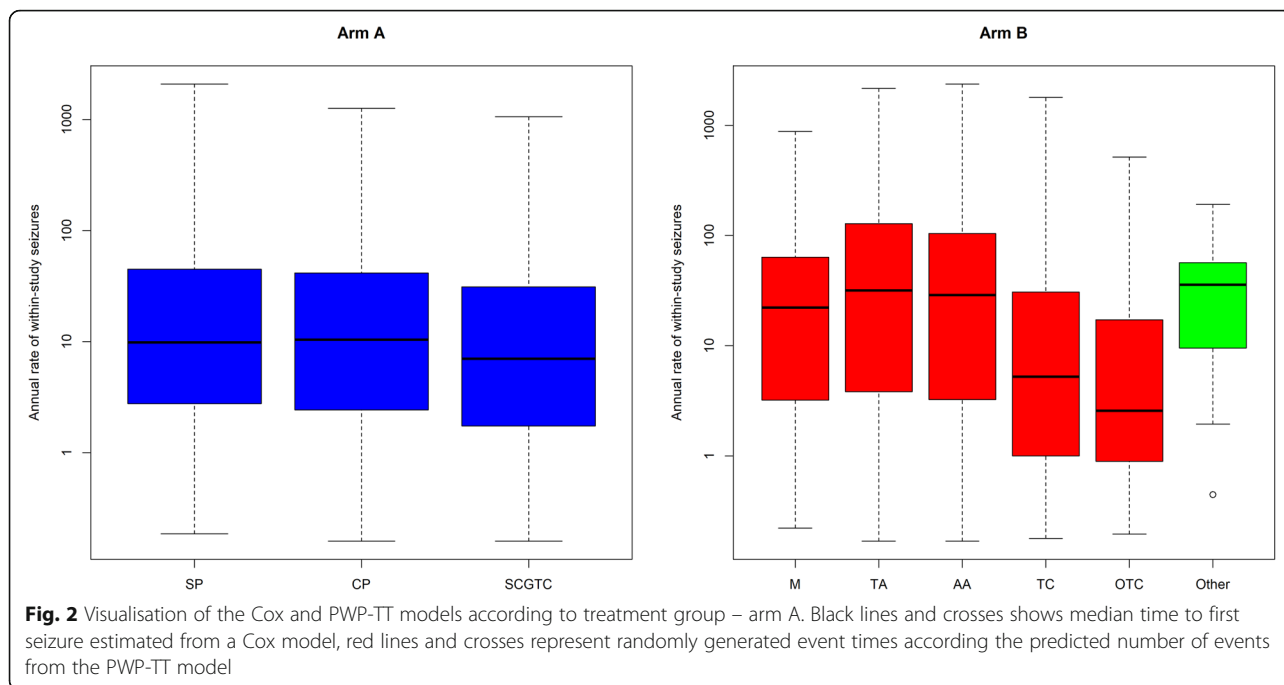 Arm A
Annual rate of within-study seizures
1000
100
10
1
SP CP SCGTC
Arm B
Annual rate of within-study seizures
1000
100
10
1
M TA AA TC OTC Other
Fig. 2 Visualisation of the Cox and PWP-TT models according to treatment group – arm A. Black lines and crosses shows median time to first
seizure estimated from a Cox model, red lines and crosses represent randomly generated event times according the predicted number of events
from the PWP-TT model